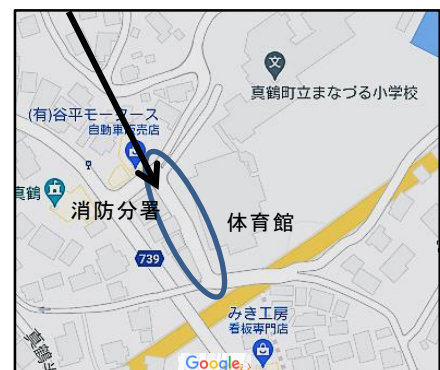 文
真鶴町立まなづる小学校
(有)谷平モータース
自動車販売店
真鶴
消防分署
体育館
739
みき工房
看板専門店
Google